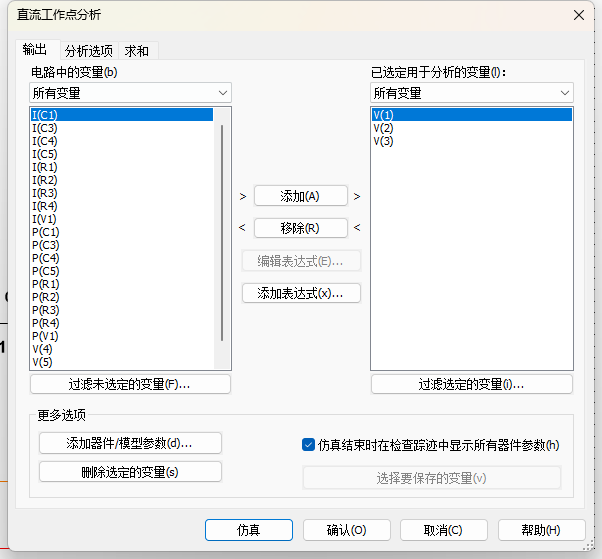 直流工作点分析
输出 分析选项 求和
电路中的变量(b)
所有变量
I(C1)
I(C3)
I(C4)
I(C5)
I(R1)
I(R2)
I(R3)
I(R4)
I(V1)
P(C1)
P(C3)
P(C4)
P(C5)
P(R1)
P(R2)
P(R3)
P(R4)
P(V1)
V(4)
V(5)
过滤未选定的变量(F)...
> 添加(A) >
< 移除(R) <
编辑表达式(E)...
添加表达式(x)...
已选定用于分析的变量(l)：
所有变量
V(1)
V(2)
V(3)
过滤选定的变量(i)...
更多选项
添加器件/模型参数(d)...
删除选定的变量(s)
仿真结束时在检查踪迹中显示所有器件参数(h)
选择要保存的变量(v)
仿真 确认(O) 取消(C) 帮助(H)
1